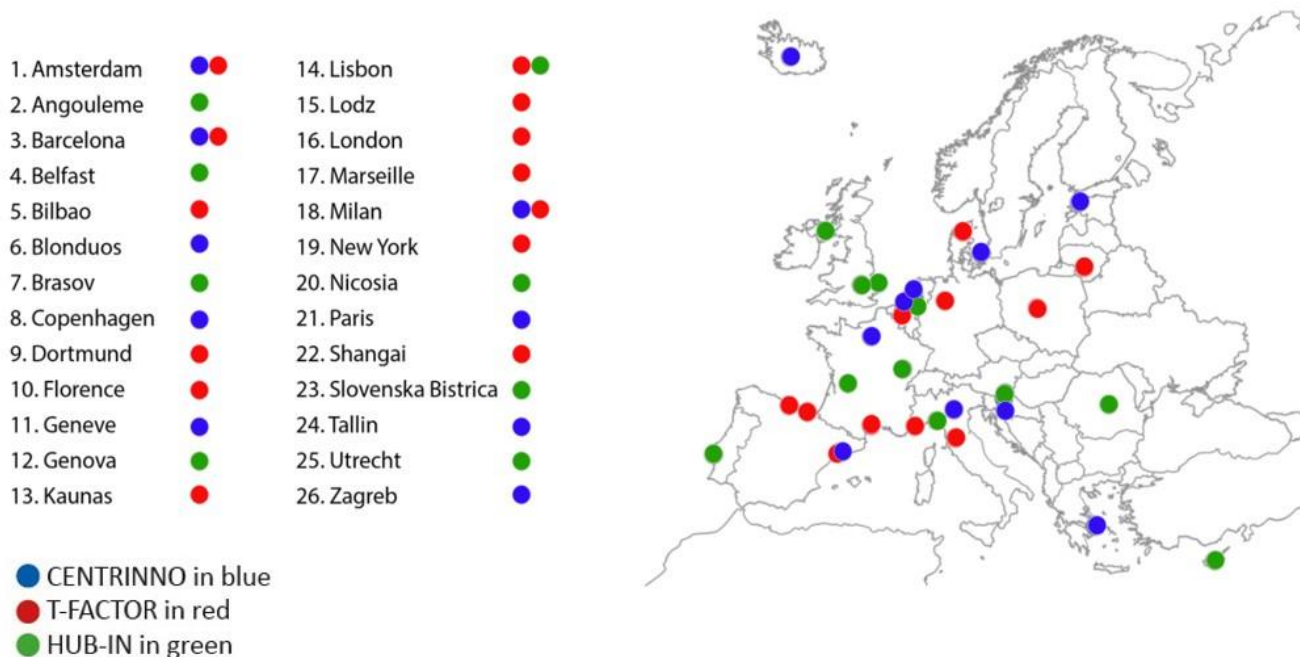 1. Amsterdam
2. Angouleme
3. Barcelona
4. Belfast
5. Bilbao
6. Blonduos
7. Brasov
8. Copenhagen
9. Dortmund
10. Florence
11. Geneve
12. Genova
13. Kaunas
14. Lisbon
15. Lodz
16. London
17. Marseille
18. Milan
19. New York
20. Nicosia
21. Paris
22. Shangai
23. Slovenska Bistrica
24. Tallin
25. Utrecht
26. Zagreb
CENTRINNO in blue
T-FACTOR in red
HUB-IN in green